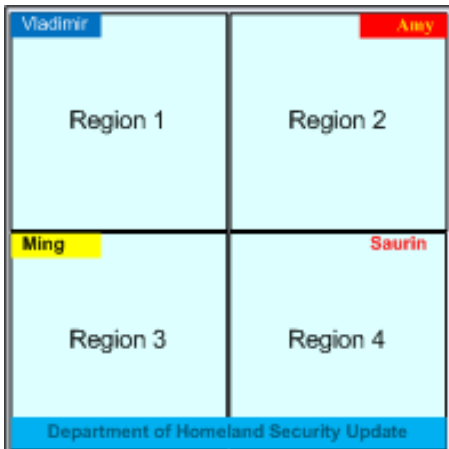 Vladimir
Amy
Region 1
Region 2
Ming
Saurin
Region 3
Region 4
Department of Homeland Security Update